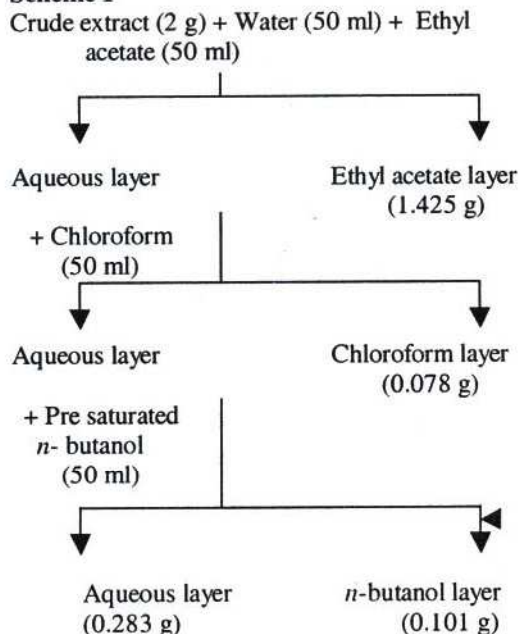 Crude extract (2 g) + Water (50 ml) + Ethyl
acetate (50 ml)
Aqueous layer
Ethyl acetate layer
(1.425 g)
+ Chloroform
(50 ml)
Aqueous layer
Chloroform layer
(0.078 g)
+ Pre saturated
n- butanol
(50 ml)
Aqueous layer
(0.283 g)
n-butanol layer
(0.101 g)